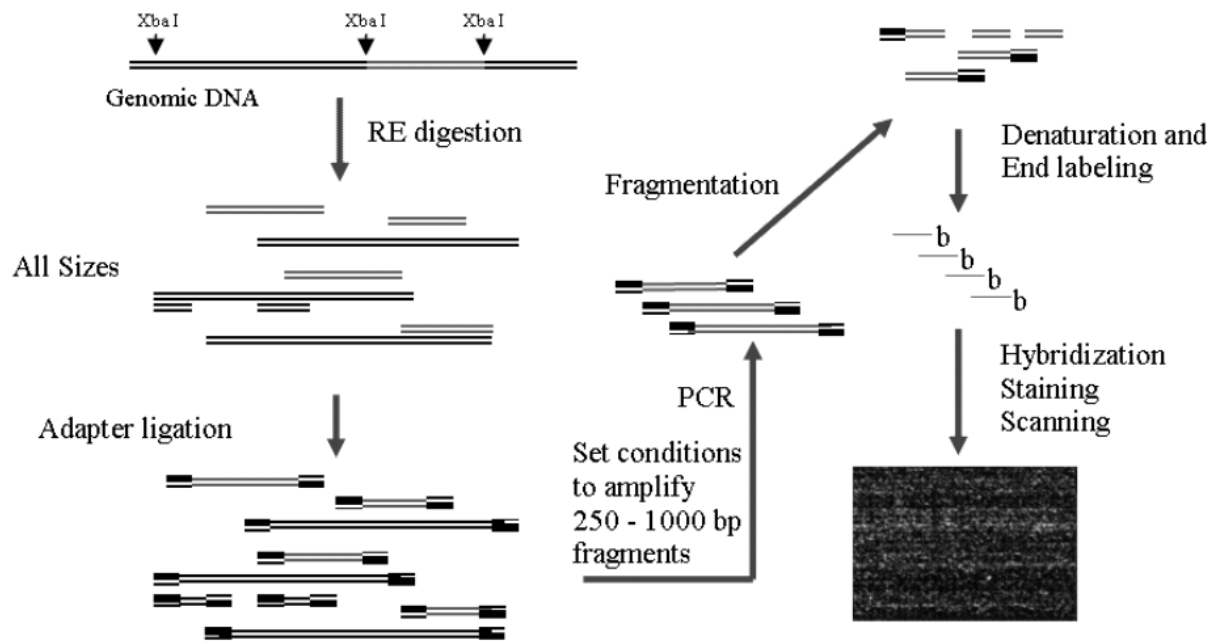 XbaI XbaI XbaI
Genomic DNA
RE digestion
All Sizes
Adapter ligation
Set conditions
to amplify
250 - 1000 bp
fragments
PCR
Fragmentation
Denaturation and
End labeling
b
b
b
b
Hybridization
Staining
Scanning